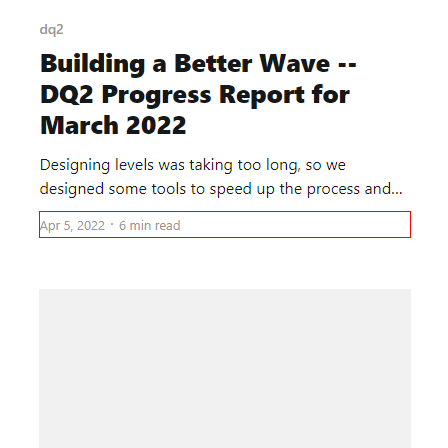 dq2
Building a Better Wave --
DQ2 Progress Report for
March 2022
Designing levels was taking too long, so we
designed some tools to speed up the process and...
Apr 5, 2022 · 6 min read